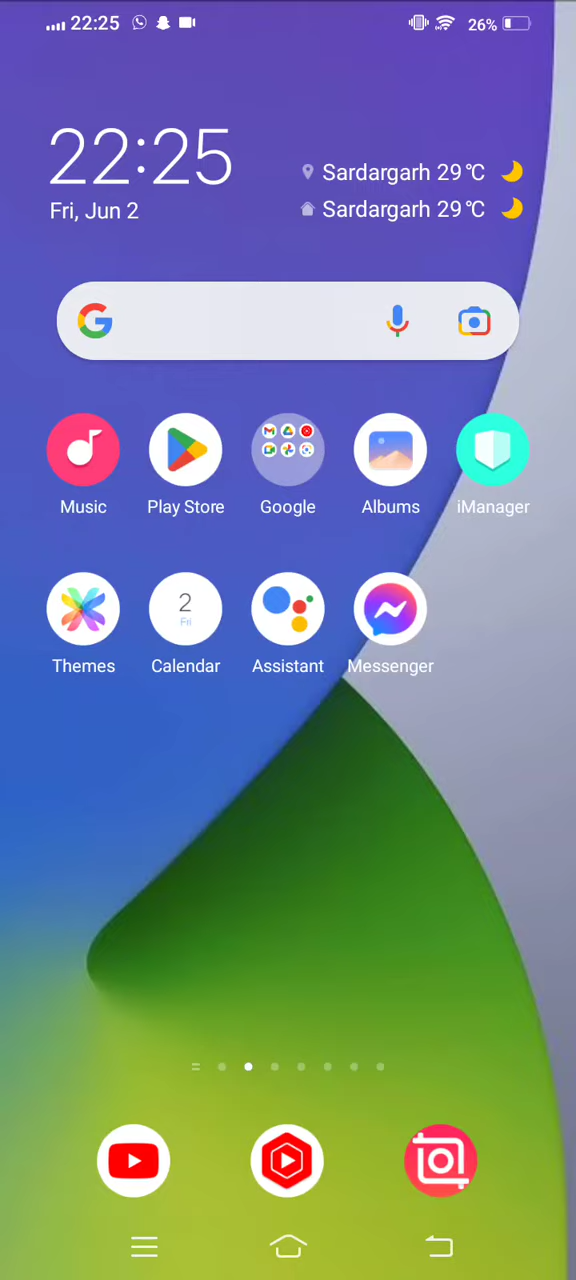 22:25
26%
22:25
Fri, Jun 2
Sardargarh 29℃
Sardargarh 29℃
Music
Play Store
Google
Albums
iManager
2
Fri
Themes
Calendar
Assistant
Messenger